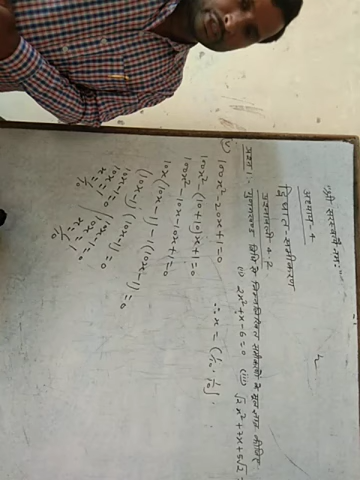 अध्याय - 4
द्विघात - समीकरण
प्रश्नावली 4.2
प्रश्न 1:- गुणनखण्ड विधि से निम्नलिखित समीकरणों के मूल ज्ञात कीजिए
(ii) 2x²+x-6=0 (iii) √2x²+7x+5√2=
(v) 100x²-20x+1=0
100x²-(10+10)x+1=0
100x²-10x-10x+1=0
10x(10x-1)-1(10x-1)=0
(10x-1)(10x-1)=0
10x-1=0 / 10x-1=0
x=1/10 x=1/10
∴ x = (1/10, 1/10)